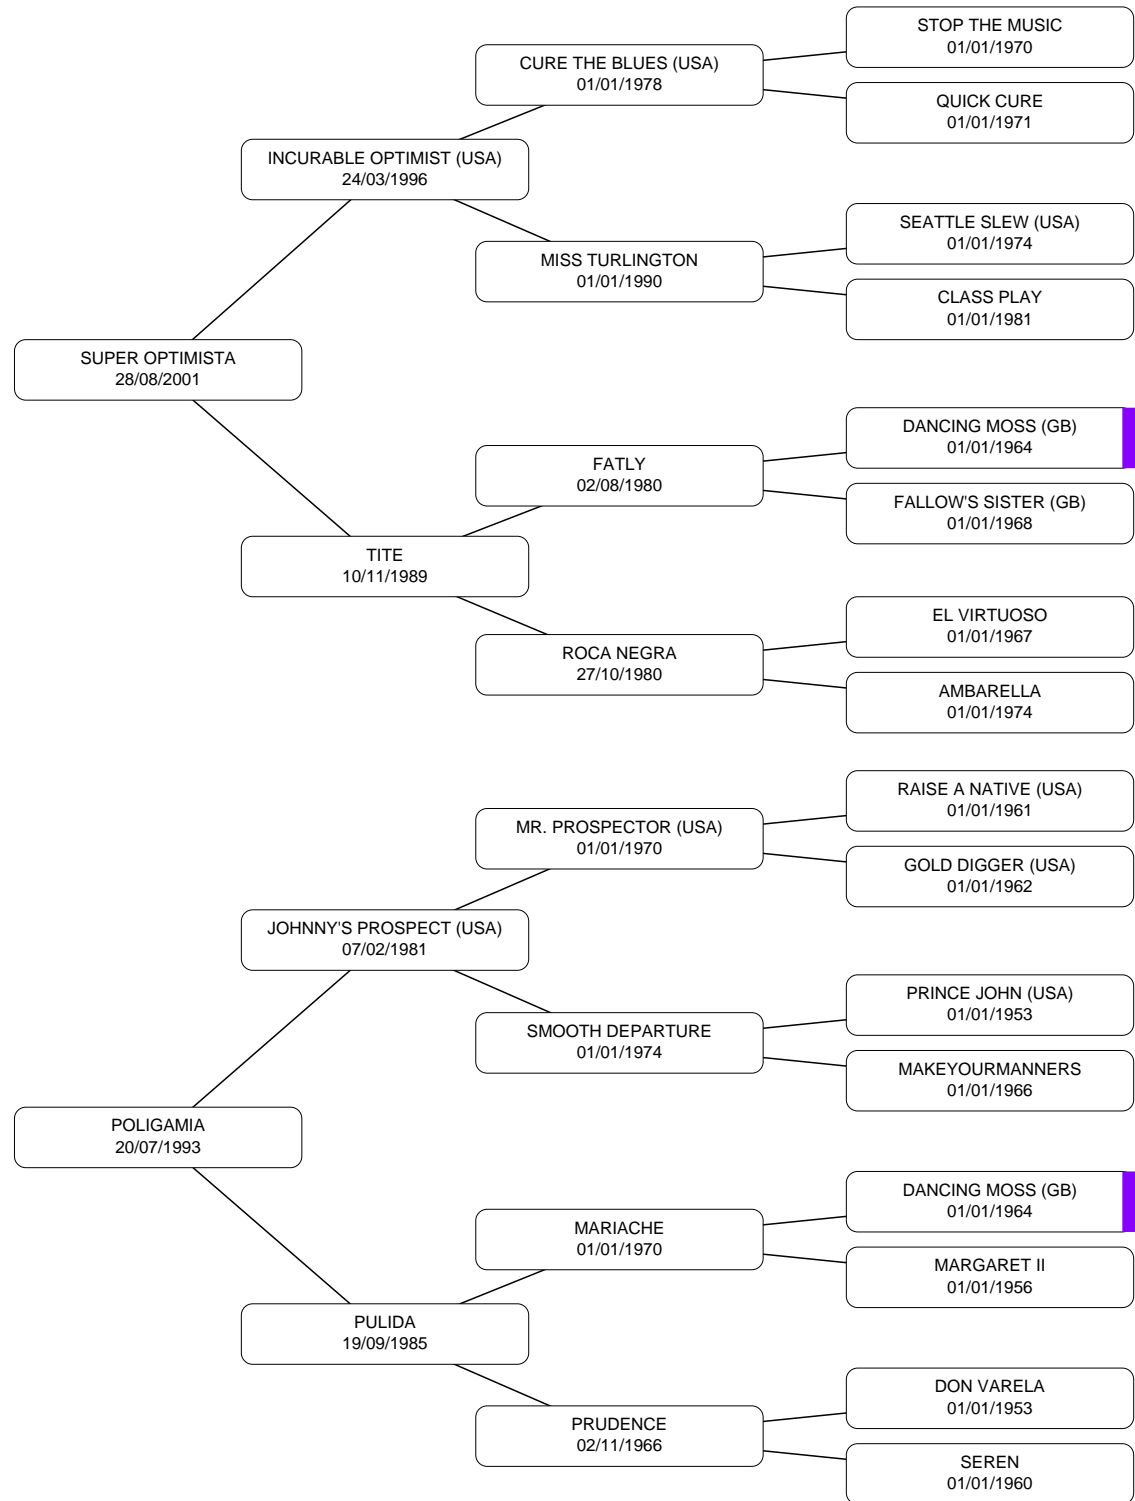 STOP THE MUSIC
01/01/1970
CURE THE BLUES (USA)
01/01/1978
QUICK CURE
01/01/1971
INCURABLE OPTIMIST (USA)
24/03/1996
SEATTLE SLEW (USA)
01/01/1974
MISS TURLINGTON
01/01/1990
CLASS PLAY
01/01/1981
SUPER OPTIMISTA
28/08/2001
DANCING MOSS (GB)
01/01/1964
FATLY
02/08/1980
FALLOW'S SISTER (GB)
01/01/1968
TITE
10/11/1989
EL VIRTUOSO
01/01/1967
ROCA NEGRA
27/10/1980
AMBARELLA
01/01/1974
RAISE A NATIVE (USA)
01/01/1961
MR. PROSPECTOR (USA)
01/01/1970
GOLD DIGGER (USA)
01/01/1962
JOHNNY'S PROSPECT (USA)
07/02/1981
PRINCE JOHN (USA)
01/01/1953
SMOOTH DEPARTURE
01/01/1974
MAKEYOURMANNERS
01/01/1966
POLIGAMIA
20/07/1993
DANCING MOSS (GB)
01/01/1964
MARIACHE
01/01/1970
MARGARET II
01/01/1956
PULIDA
19/09/1985
DON VARELA
01/01/1953
PRUDENCE
02/11/1966
SEREN
01/01/1960